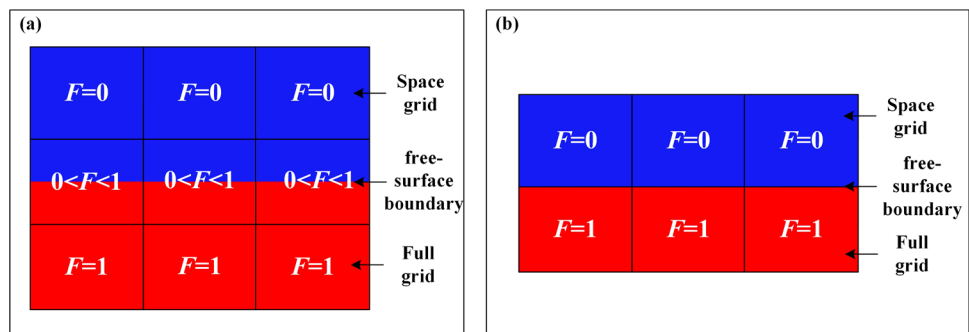 (a)
F=0 F=0 F=0
Space
grid
0<F<1 0<F<1 0<F<1
free-
surface
boundary
F=1 F=1 F=1
Full
grid
(b)
F=0 F=0 F=0
Space
grid
free-
surface
boundary
F=1 F=1 F=1
Full
grid